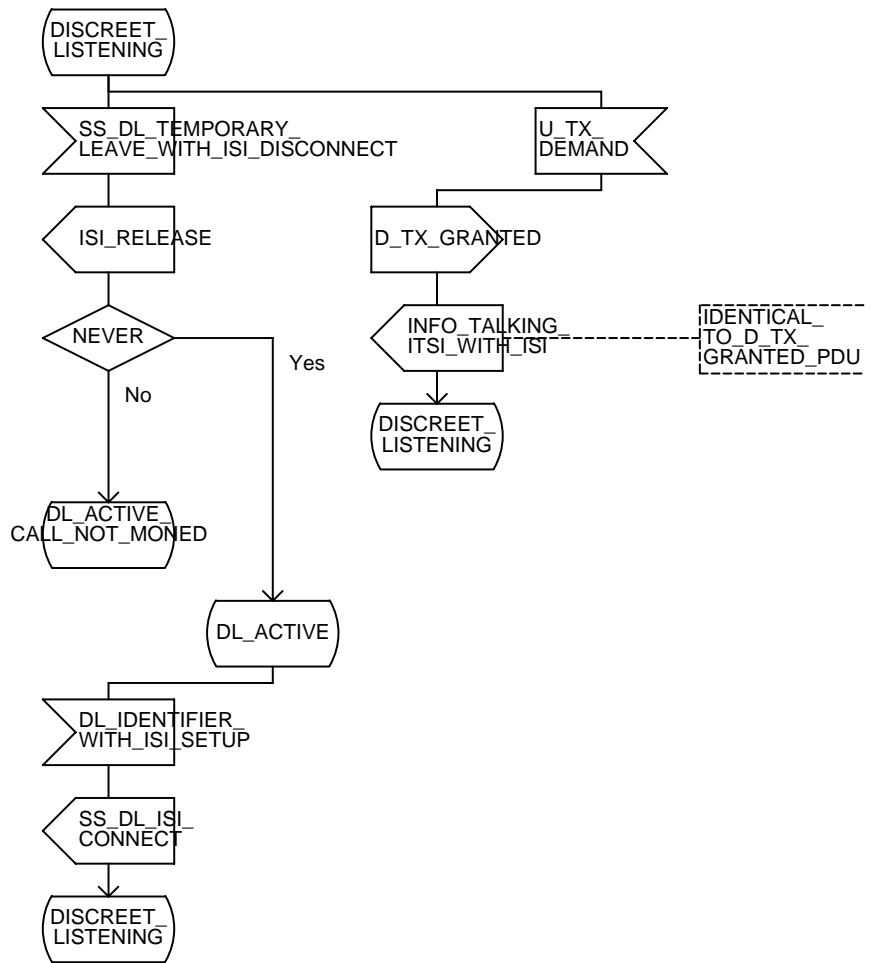 DISCREET_
LISTENING
SS_DL_TEMPORARY_
LEAVE_WITH_ISI_DISCONNECT
U_TX_
DEMAND
ISI_RELEASE
D_TX_GRANTED
NEVER
INFO_TALKING_
ITSI_WITH_ISI
IDENTICAL_
TO_D_TX_
GRANTED_PDU
Yes
No
DISCREET_
LISTENING
DL_ACTIVE_
CALL_NOT_MONED
DL_ACTIVE
DL_IDENTIFIER_
WITH_ISI_SETUP
SS_DL_ISI_
CONNECT
DISCREET_
LISTENING